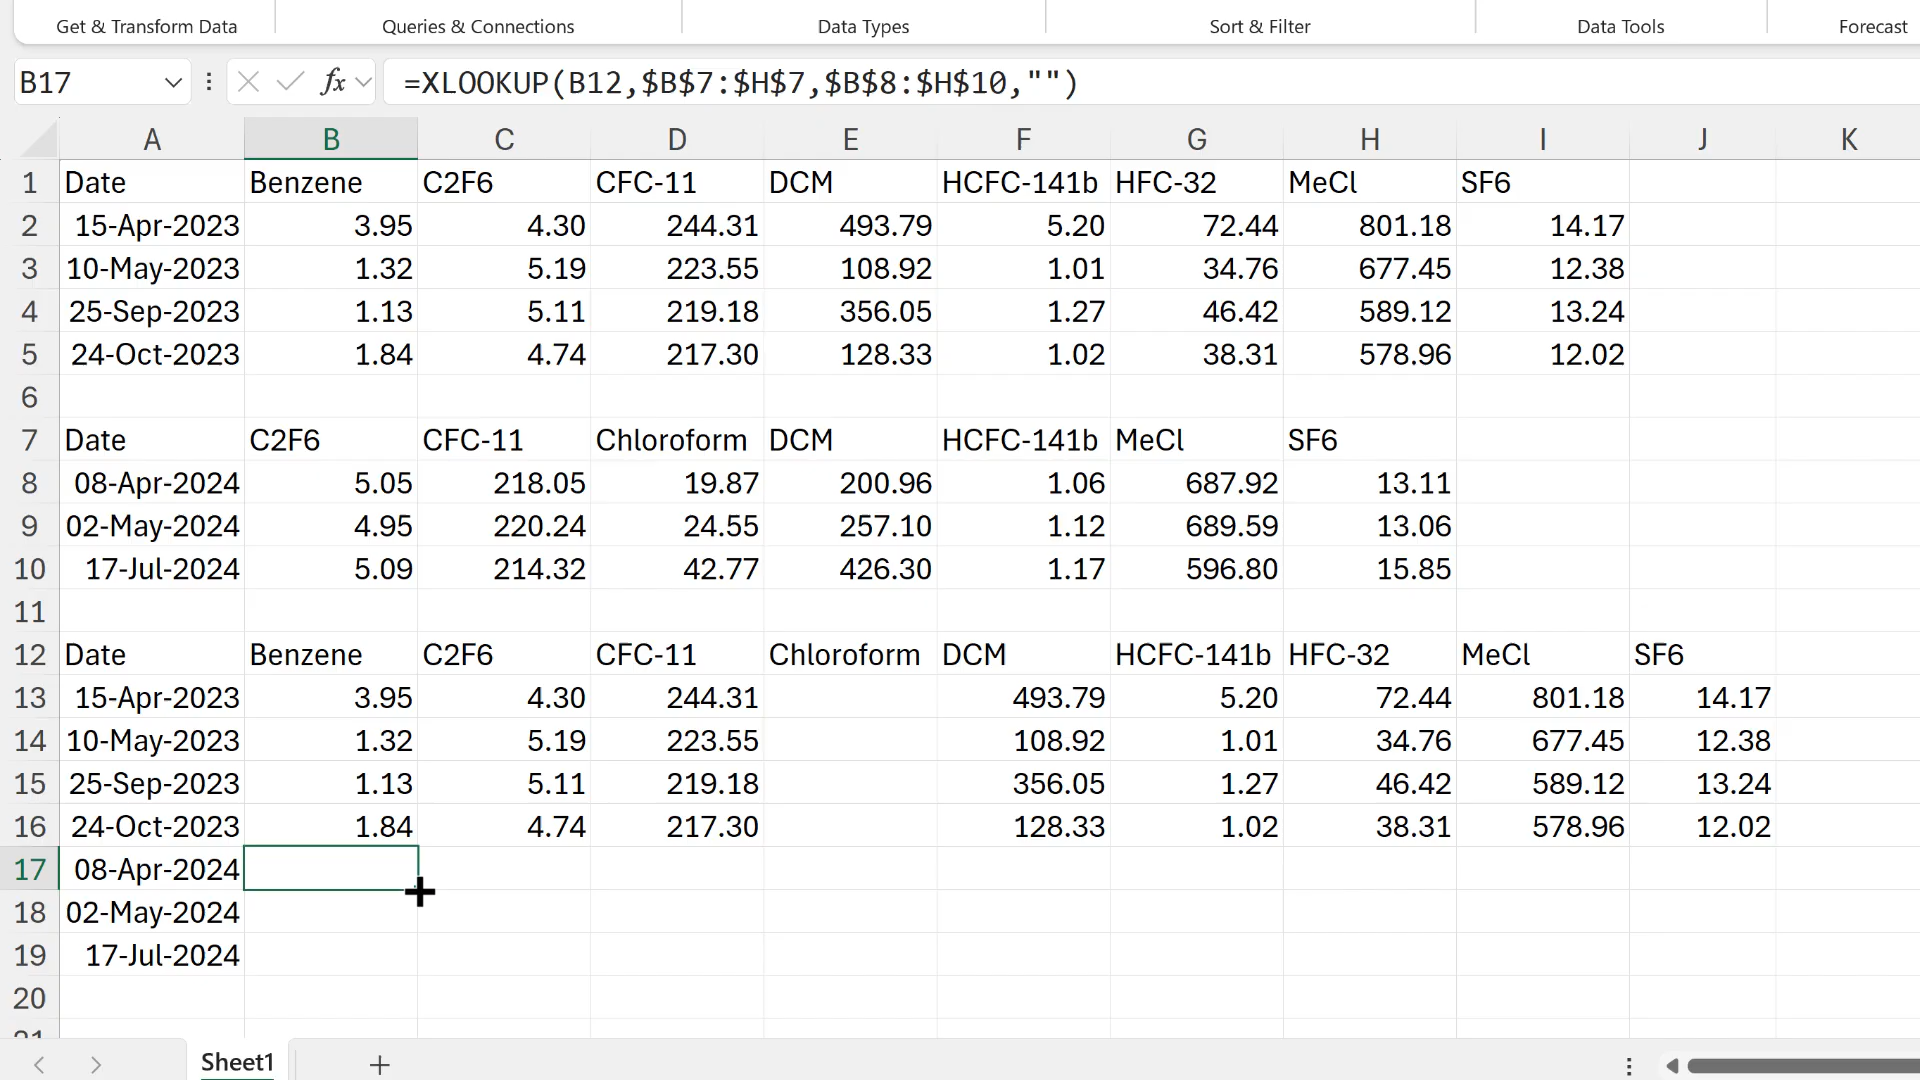 Get & Transform Data Queries & Connections Data Types Sort & Filter Data Tools Forecast
B17 fx =XLOOKUP(B12,$B$7:$H$7,$B$8:$H$10,"")
A B C D E F G H I J K
1 Date Benzene C2F6 CFC-11 DCM HCFC-141b HFC-32 MeCl SF6
2 15-Apr-2023 3.95 4.30 244.31 493.79 5.20 72.44 801.18 14.17
3 10-May-2023 1.32 5.19 223.55 108.92 1.01 34.76 677.45 12.38
4 25-Sep-2023 1.13 5.11 219.18 356.05 1.27 46.42 589.12 13.24
5 24-Oct-2023 1.84 4.74 217.30 128.33 1.02 38.31 578.96 12.02
6
7 Date C2F6 CFC-11 Chloroform DCM HCFC-141b MeCl SF6
8 08-Apr-2024 5.05 218.05 19.87 200.96 1.06 687.92 13.11
9 02-May-2024 4.95 220.24 24.55 257.10 1.12 689.59 13.06
10 17-Jul-2024 5.09 214.32 42.77 426.30 1.17 596.80 15.85
11
12 Date Benzene C2F6 CFC-11 Chloroform DCM HCFC-141b HFC-32 MeCl SF6
13 15-Apr-2023 3.95 4.30 244.31 493.79 5.20 72.44 801.18 14.17
14 10-May-2023 1.32 5.19 223.55 108.92 1.01 34.76 677.45 12.38
15 25-Sep-2023 1.13 5.11 219.18 356.05 1.27 46.42 589.12 13.24
16 24-Oct-2023 1.84 4.74 217.30 128.33 1.02 38.31 578.96 12.02
17 08-Apr-2024
18 02-May-2024
19 17-Jul-2024
20
21
Sheet1